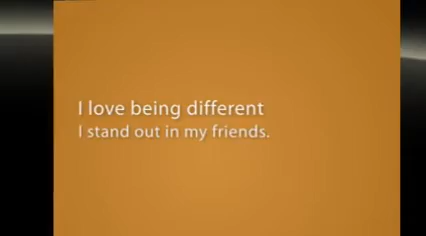 I love being different
I stand out in my friends.